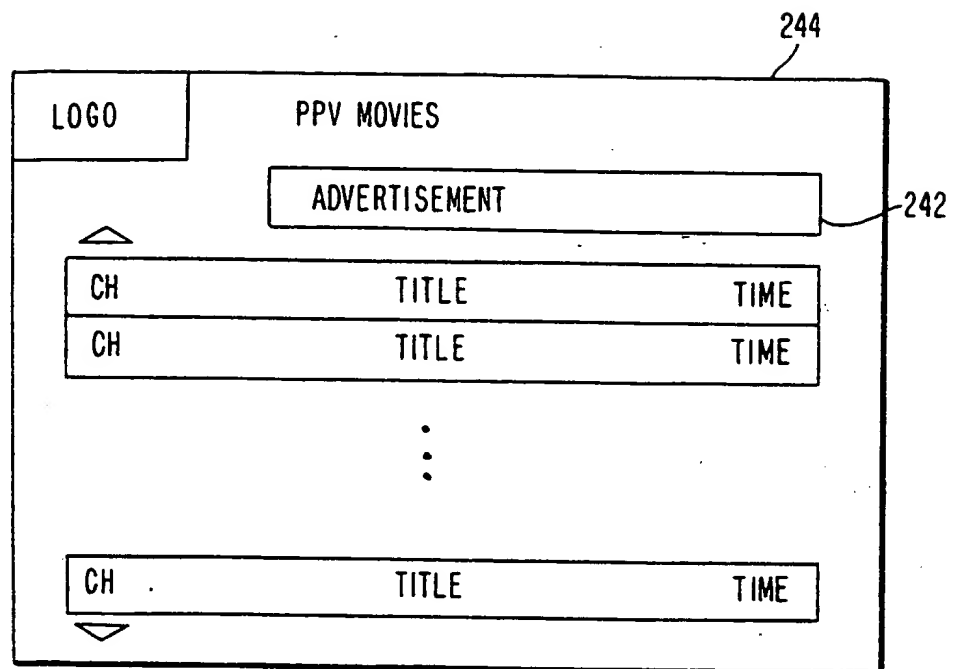 244
LOGO PPV MOVIES
ADVERTISEMENT
242
CH TITLE TIME
CH TITLE TIME
CH TITLE TIME